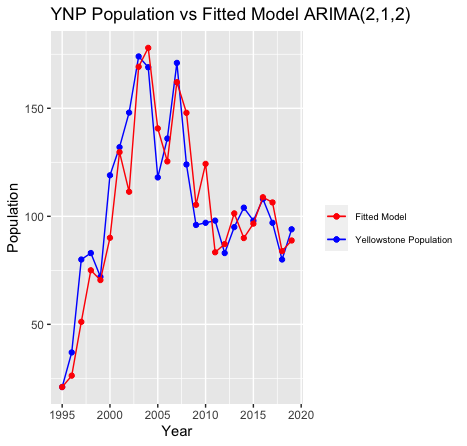 YNP Population vs Fitted Model ARIMA(2,1,2)
150
100
50
Population
1995 2000 2005 2010 2015 2020
Year
Fitted Model
Yellowstone Population